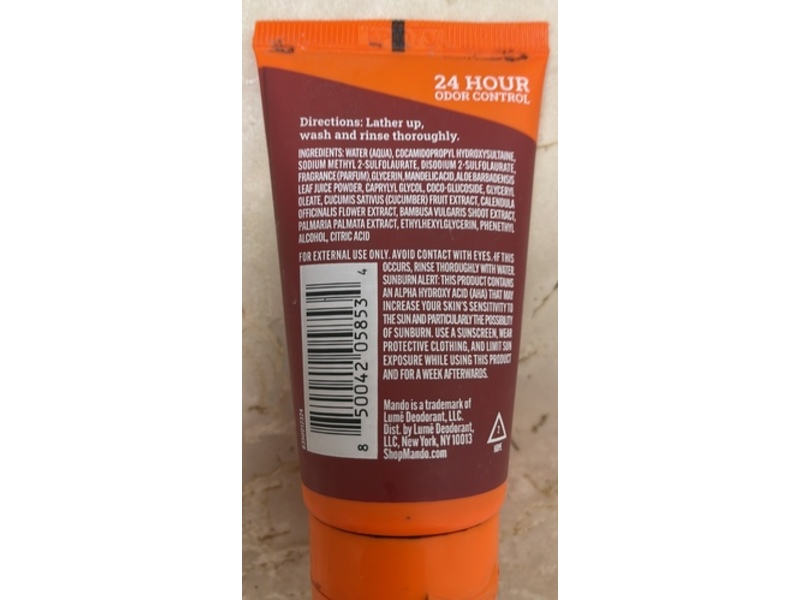 24 HOUR
ODOR CONTROL
Directions: Lather up,
wash and rinse thoroughly.
INGREDIENTS: WATER (AQUA), COCAMIDOPROPYL HYDROXYSULTAINE,
SODIUM METHYL 2-SULFOLAURATE, DISODIUM 2-SULFOLAURATE,
FRAGRANCE (PARFUM), GLYCERIN, MANDELIC ACID, ALOE BARBADENSIS
LEAF JUICE POWDER, CAPRYLYL GLYCOL, COCO-GLUCOSIDE, GLYCERYL
OLEATE, CUCUMIS SATIVUS (CUCUMBER) FRUIT EXTRACT, CALENDULA
OFFICINALIS FLOWER EXTRACT, BAMBUSA VULGARIS SHOOT EXTRACT,
PALMARIA PALMATA EXTRACT, ETHYLHEXYLGLYCERIN, PHENETHYL
ALCOHOL, CITRIC ACID
FOR EXTERNAL USE ONLY. AVOID CONTACT WITH EYES. IF THIS
OCCURS, RINSE THOROUGHLY WITH WATER.
SUNBURN ALERT: THIS PRODUCT CONTAINS
AN ALPHA HYDROXY ACID (AHA) THAT MAY
INCREASE YOUR SKIN'S SENSITIVITY TO
THE SUN AND PARTICULARLY THE POSSIBILITY
OF SUNBURN. USE A SUNSCREEN, WEAR
PROTECTIVE CLOTHING, AND LIMIT SUN
EXPOSURE WHILE USING THIS PRODUCT
AND FOR A WEEK AFTERWARDS.
8 50042 05853 4
Mando is a trademark of
Lumē Deodorant, LLC.
Dist. by Lumē Deodorant,
LLC, New York, NY 10013
ShopMando.com
2
HDPE